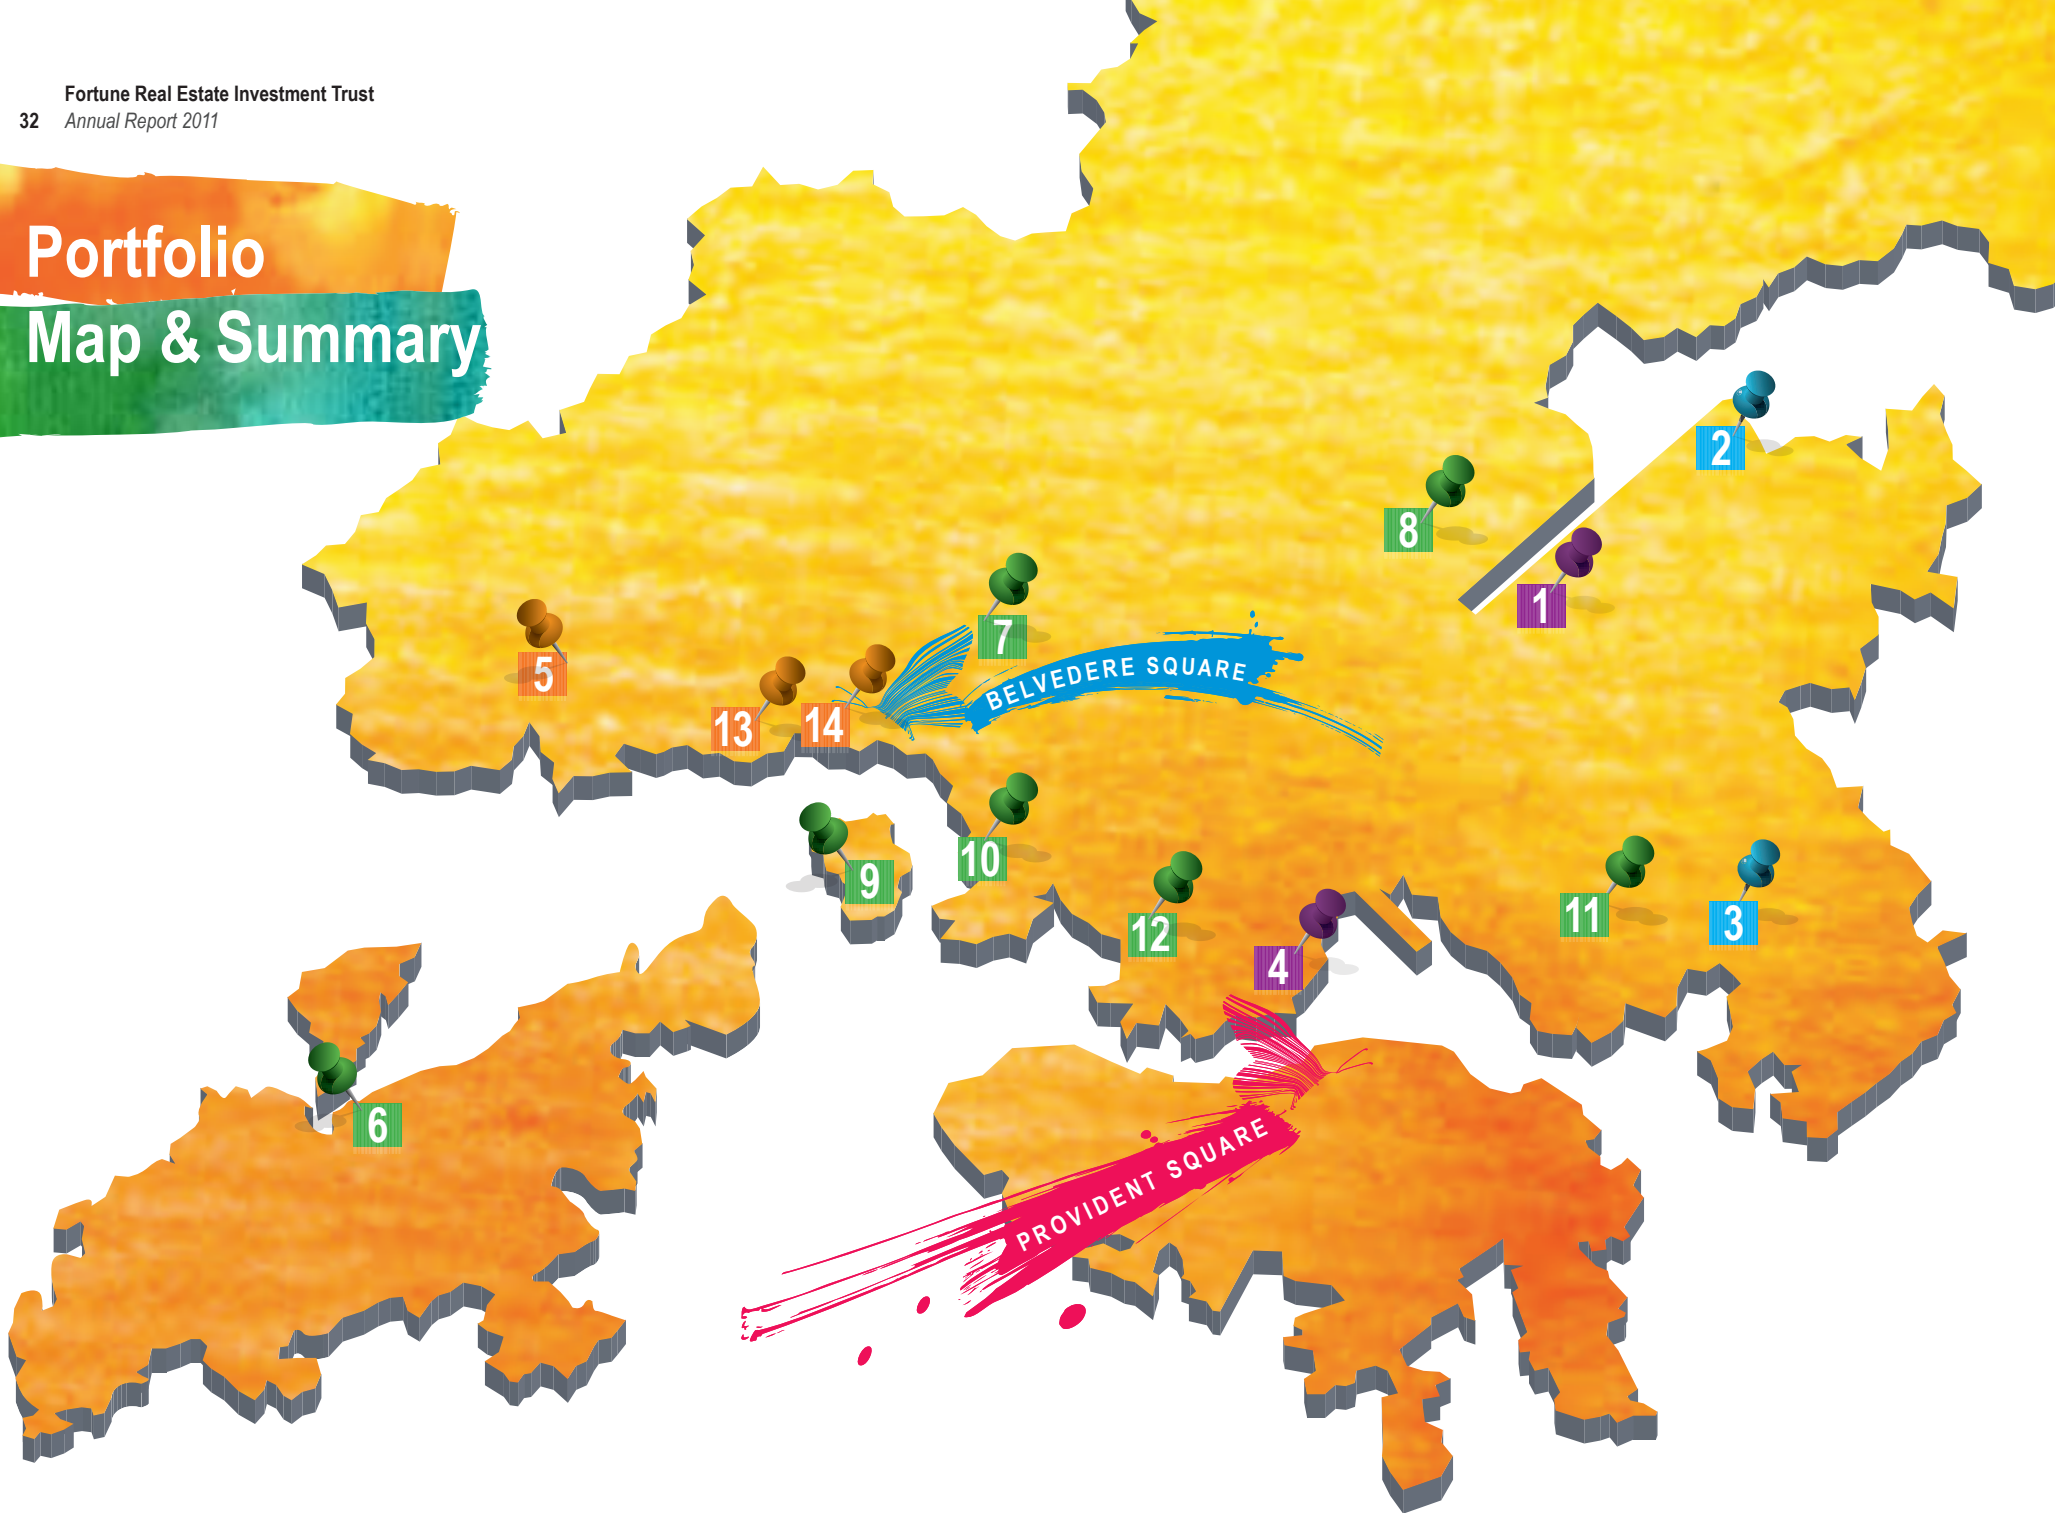 Fortune Real Estate Investment Trust
32 Annual Report 2011
Portfolio
Map & Summary
2
8
1
7
5
BELVEDERE SQUARE
13
14
10
9
11
3
12
4
6
PROVIDENT SQUARE